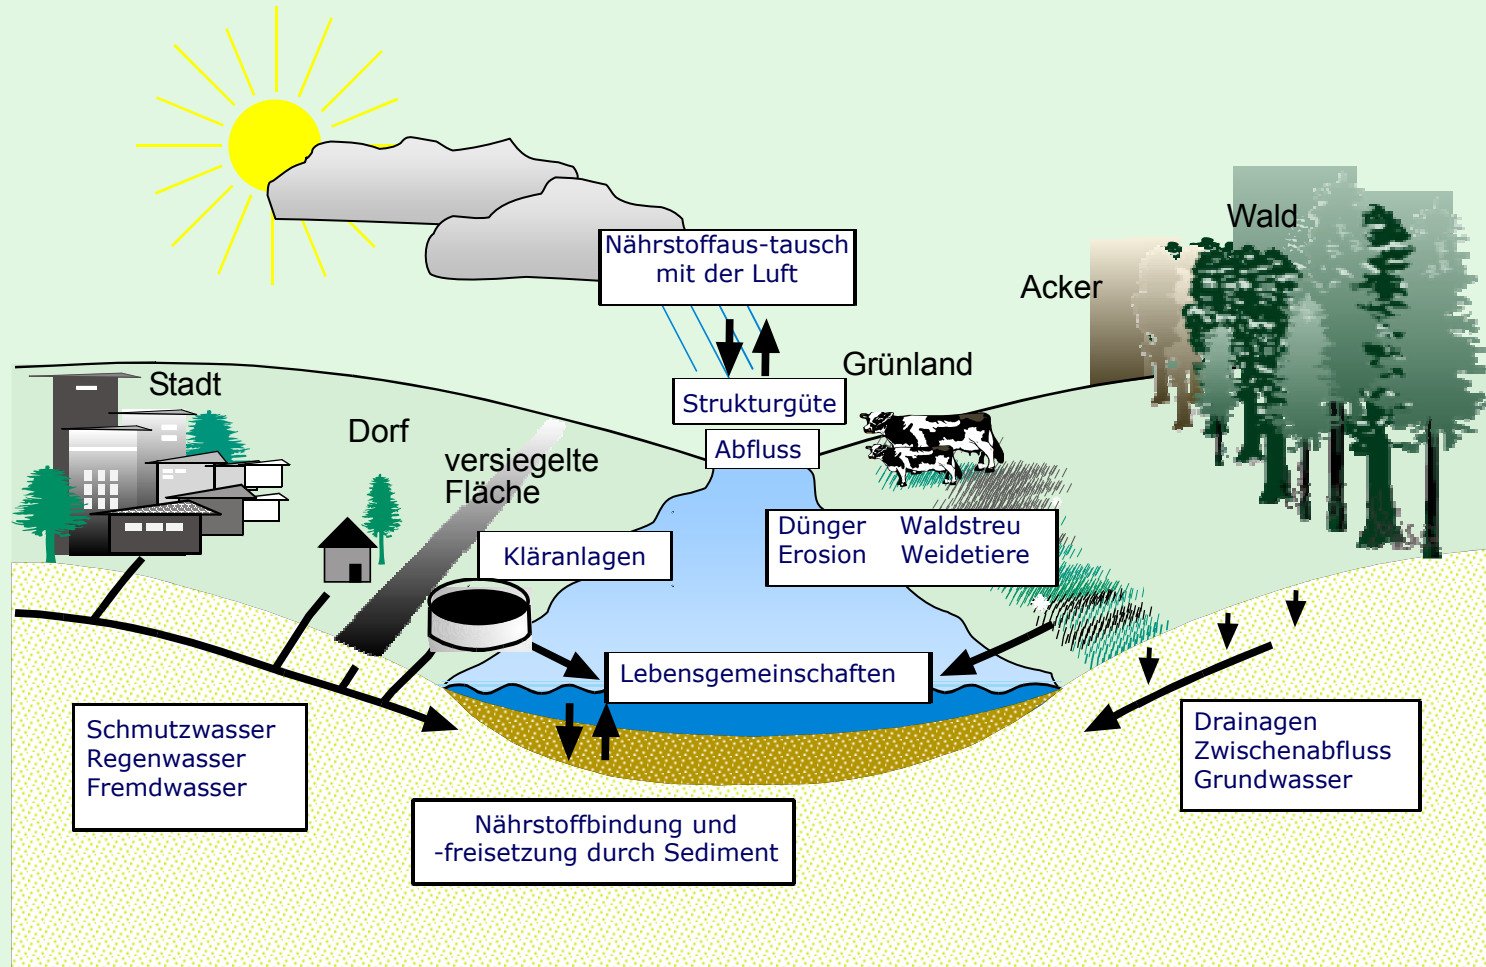 Nährstoffaus-tausch
mit der Luft
Wald
Acker
Grünland
Stadt
Strukturgüte
Dorf
Abfluss
versiegelte
Fläche
Kläranlagen
Dünger Waldstreu
Erosion Weidetiere
Lebensgemeinschaften
Schmutzwasser
Regenwasser
Fremdwasser
Drainagen
Zwischenabfluss
Grundwasser
Nährstoffbindung und
-freisetzung durch Sediment